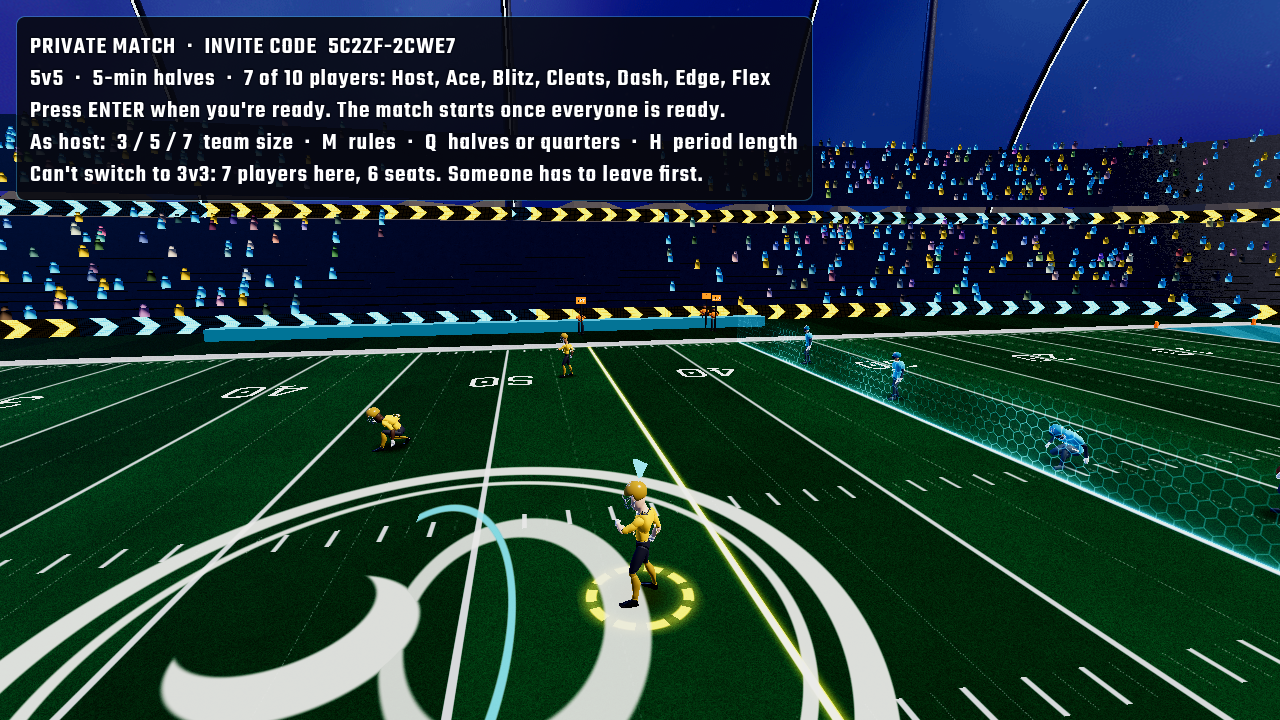 PRIVATE MATCH · INVITE CODE 5C2ZF-2CWE7
5v5 · 5-min halves · 7 of 10 players: Host, Ace, Blitz, Cleats, Dash, Edge, Flex
Press ENTER when you're ready. The match starts once everyone is ready.
As host: 3 / 5 / 7 team size · M rules · Q halves or quarters · H period length
Can't switch to 3v3: 7 players here, 6 seats. Someone has to leave first.
40 50 40